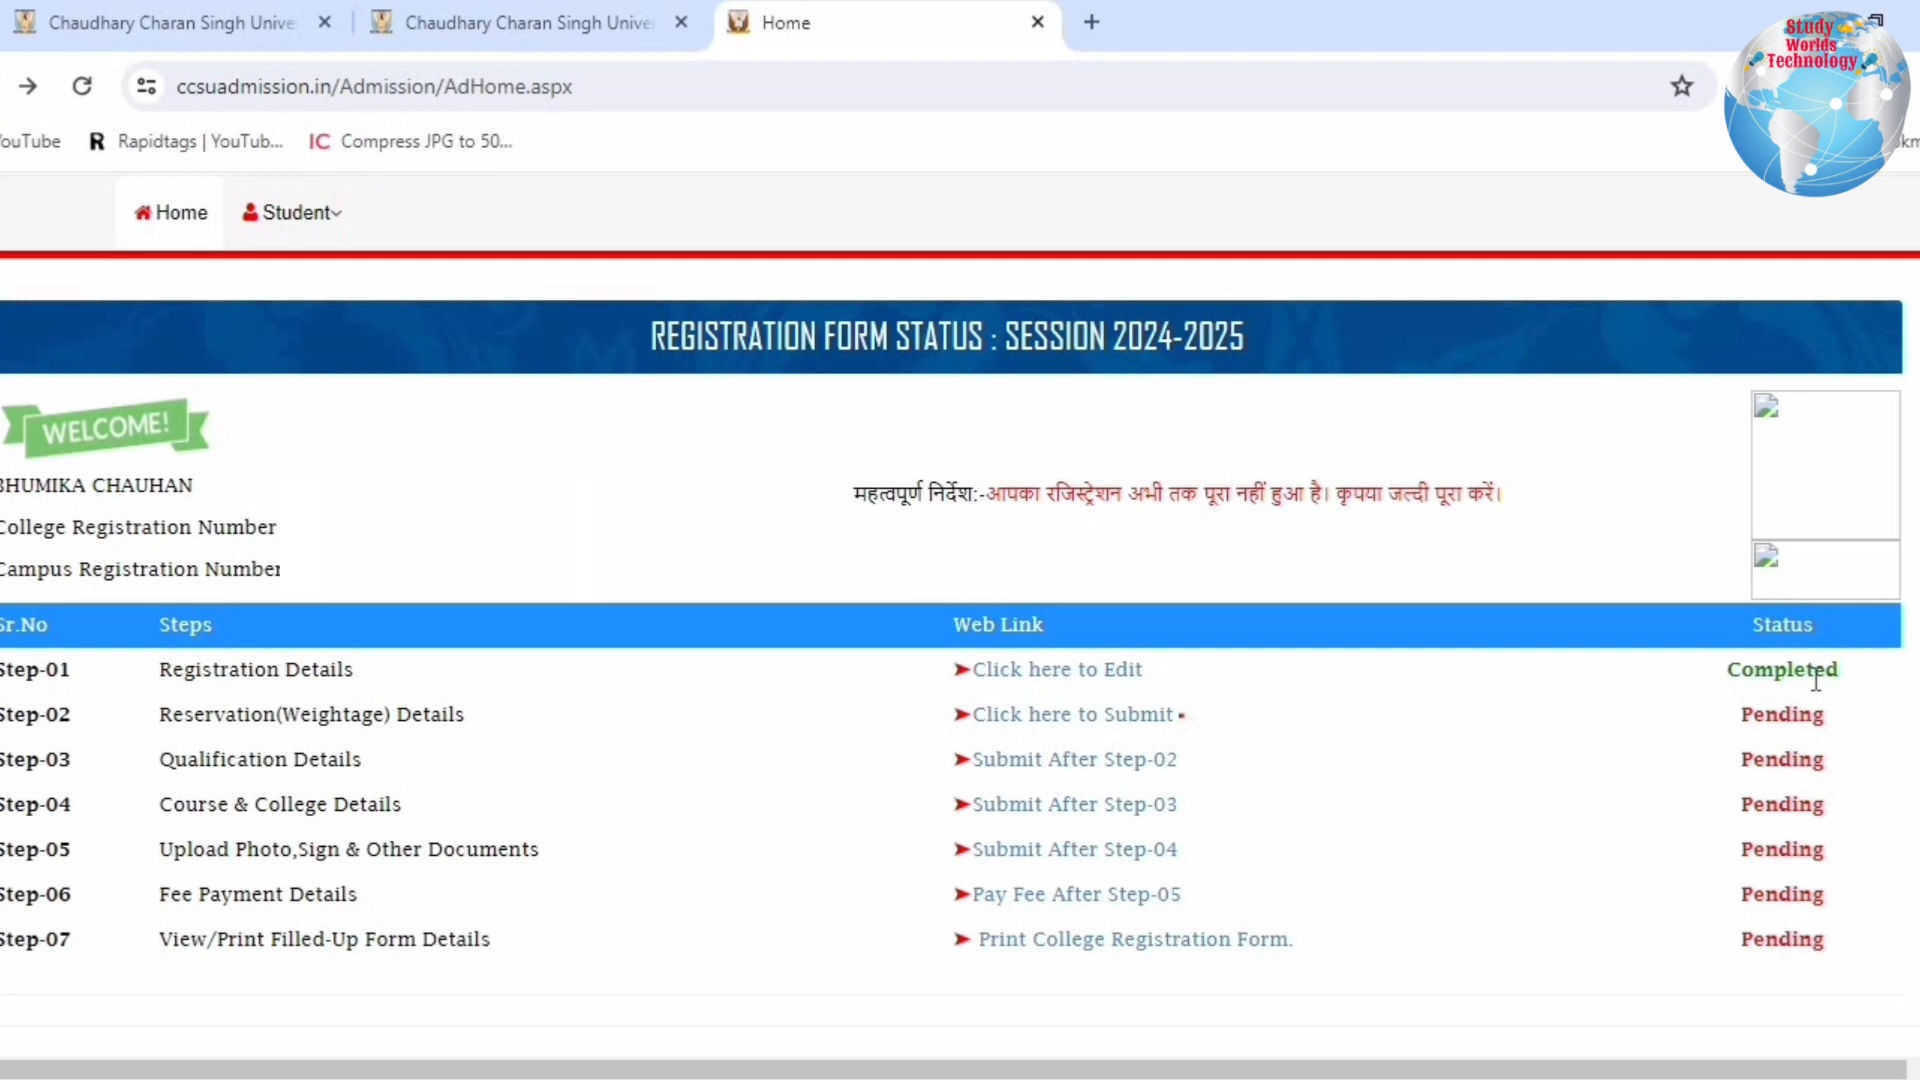 Chaudhary Charan Singh Unive
Chaudhary Charan Singh Unive
Home
Study
Worlds
Technology
ccsuadmission.in/Admission/AdHome.aspx
ouTube
R Rapidtags | YouTub...
IC Compress JPG to 50...
Home
Student
REGISTRATION FORM STATUS : SESSION 2024-2025
WELCOME!
BHUMIKA CHAUHAN
महत्वपूर्ण निर्देश:-आपका रजिस्ट्रेशन अभी तक पूरा नहीं हुआ है। कृपया जल्दी पूरा करें।
College Registration Number
Campus Registration Number
Sr.No Steps Web Link Status
Step-01 Registration Details ➤Click here to Edit Completed
Step-02 Reservation(Weightage) Details ➤Click here to Submit Pending
Step-03 Qualification Details ➤Submit After Step-02 Pending
Step-04 Course & College Details ➤Submit After Step-03 Pending
Step-05 Upload Photo,Sign & Other Documents ➤Submit After Step-04 Pending
Step-06 Fee Payment Details ➤Pay Fee After Step-05 Pending
Step-07 View/Print Filled-Up Form Details ➤ Print College Registration Form. Pending